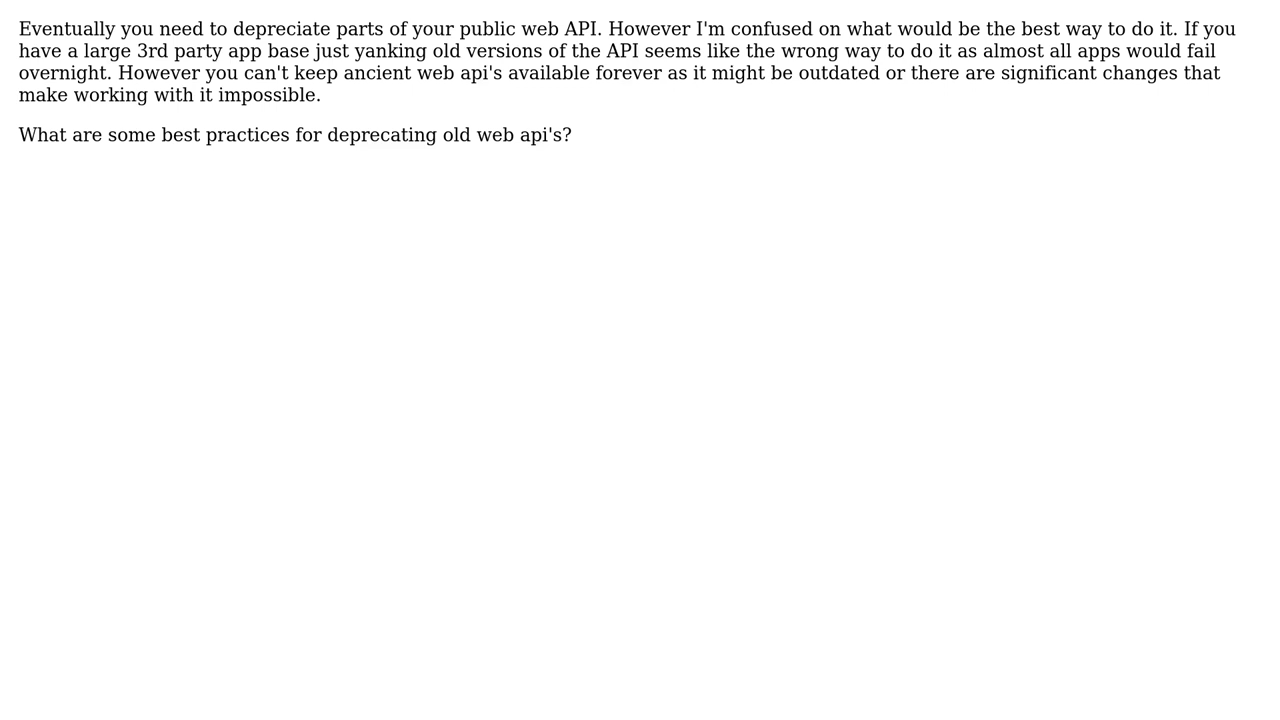 Eventually you need to depreciate parts of your public web API. However I'm confused on what would be the best way to do it. If you
have a large 3rd party app base just yanking old versions of the API seems like the wrong way to do it as almost all apps would fail
overnight. However you can't keep ancient web api's available forever as it might be outdated or there are significant changes that
make working with it impossible.
What are some best practices for deprecating old web api's?